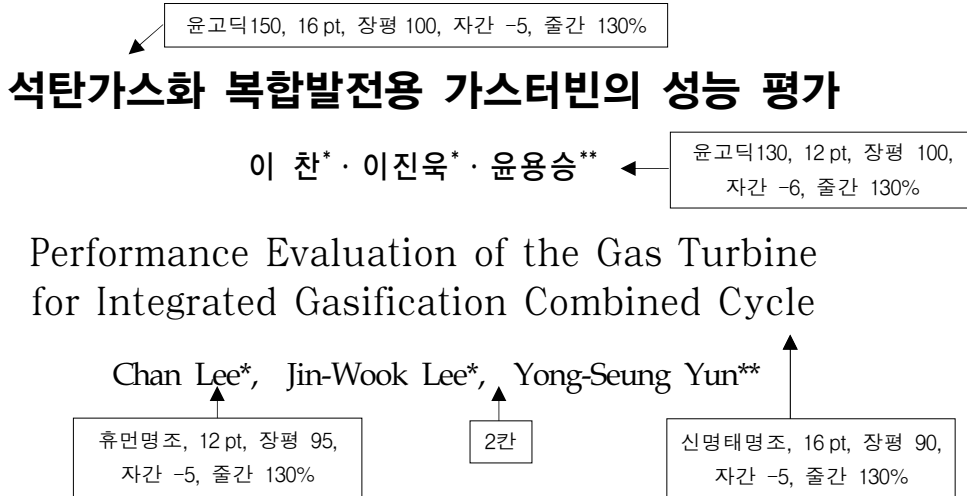 윤고딕150, 16 pt, 장평 100, 자간 -5, 줄간 130%
석탄가스화 복합발전용 가스터빈의 성능 평가
이 찬*·이진욱*·윤용승**
윤고딕130, 12 pt, 장평 100,
자간 -6, 줄간 130%
Performance Evaluation of the Gas Turbine
for Integrated Gasification Combined Cycle
Chan Lee*, Jin-Wook Lee*, Yong-Seung Yun**
휴먼명조, 12 pt, 장평 95,
자간 -5, 줄간 130%
2칸
신명태명조, 16 pt, 장평 90,
자간 -5, 줄간 130%